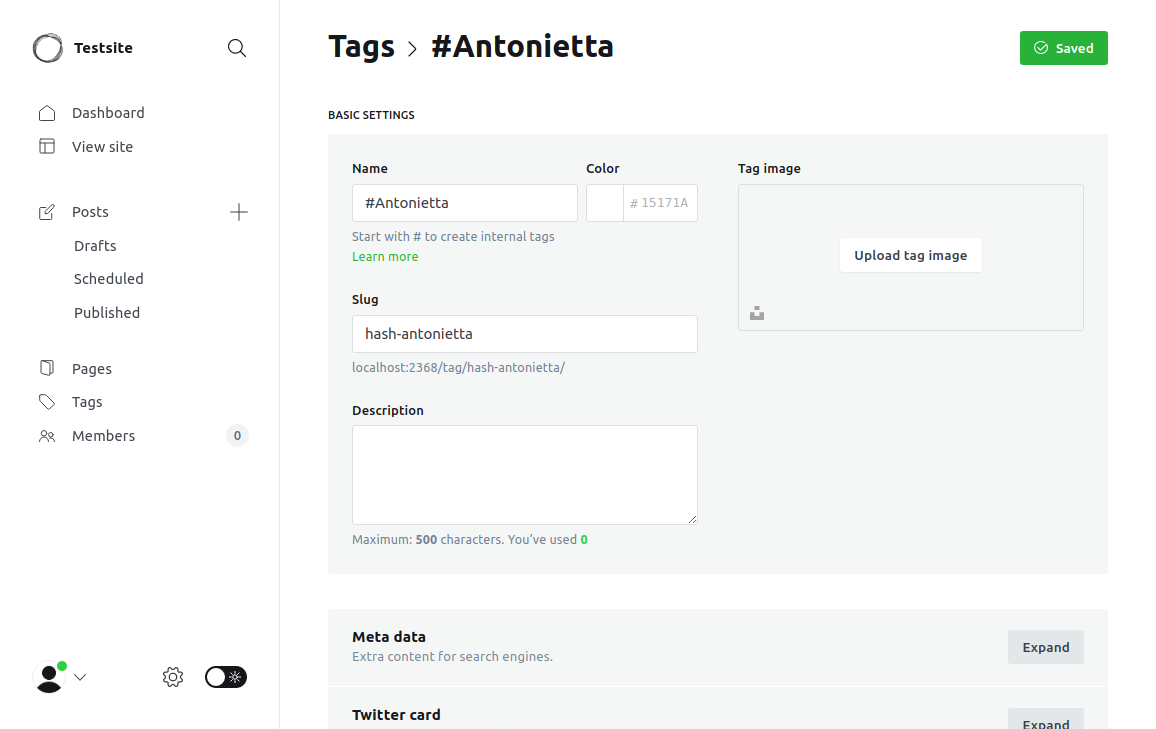 Testsite
Dashboard
View site
Posts
Drafts
Scheduled
Published
Pages
Tags
Members 0
Tags > #Antonietta
Saved
BASIC SETTINGS
Name
#Antonietta
Color
# 15171A
Start with # to create internal tags
Learn more
Slug
hash-antonietta
localhost:2368/tag/hash-antonietta/
Description
Maximum: 500 characters. You’ve used 0
Tag image
Upload tag image
Meta data
Extra content for search engines.
Expand
Twitter card
Expand